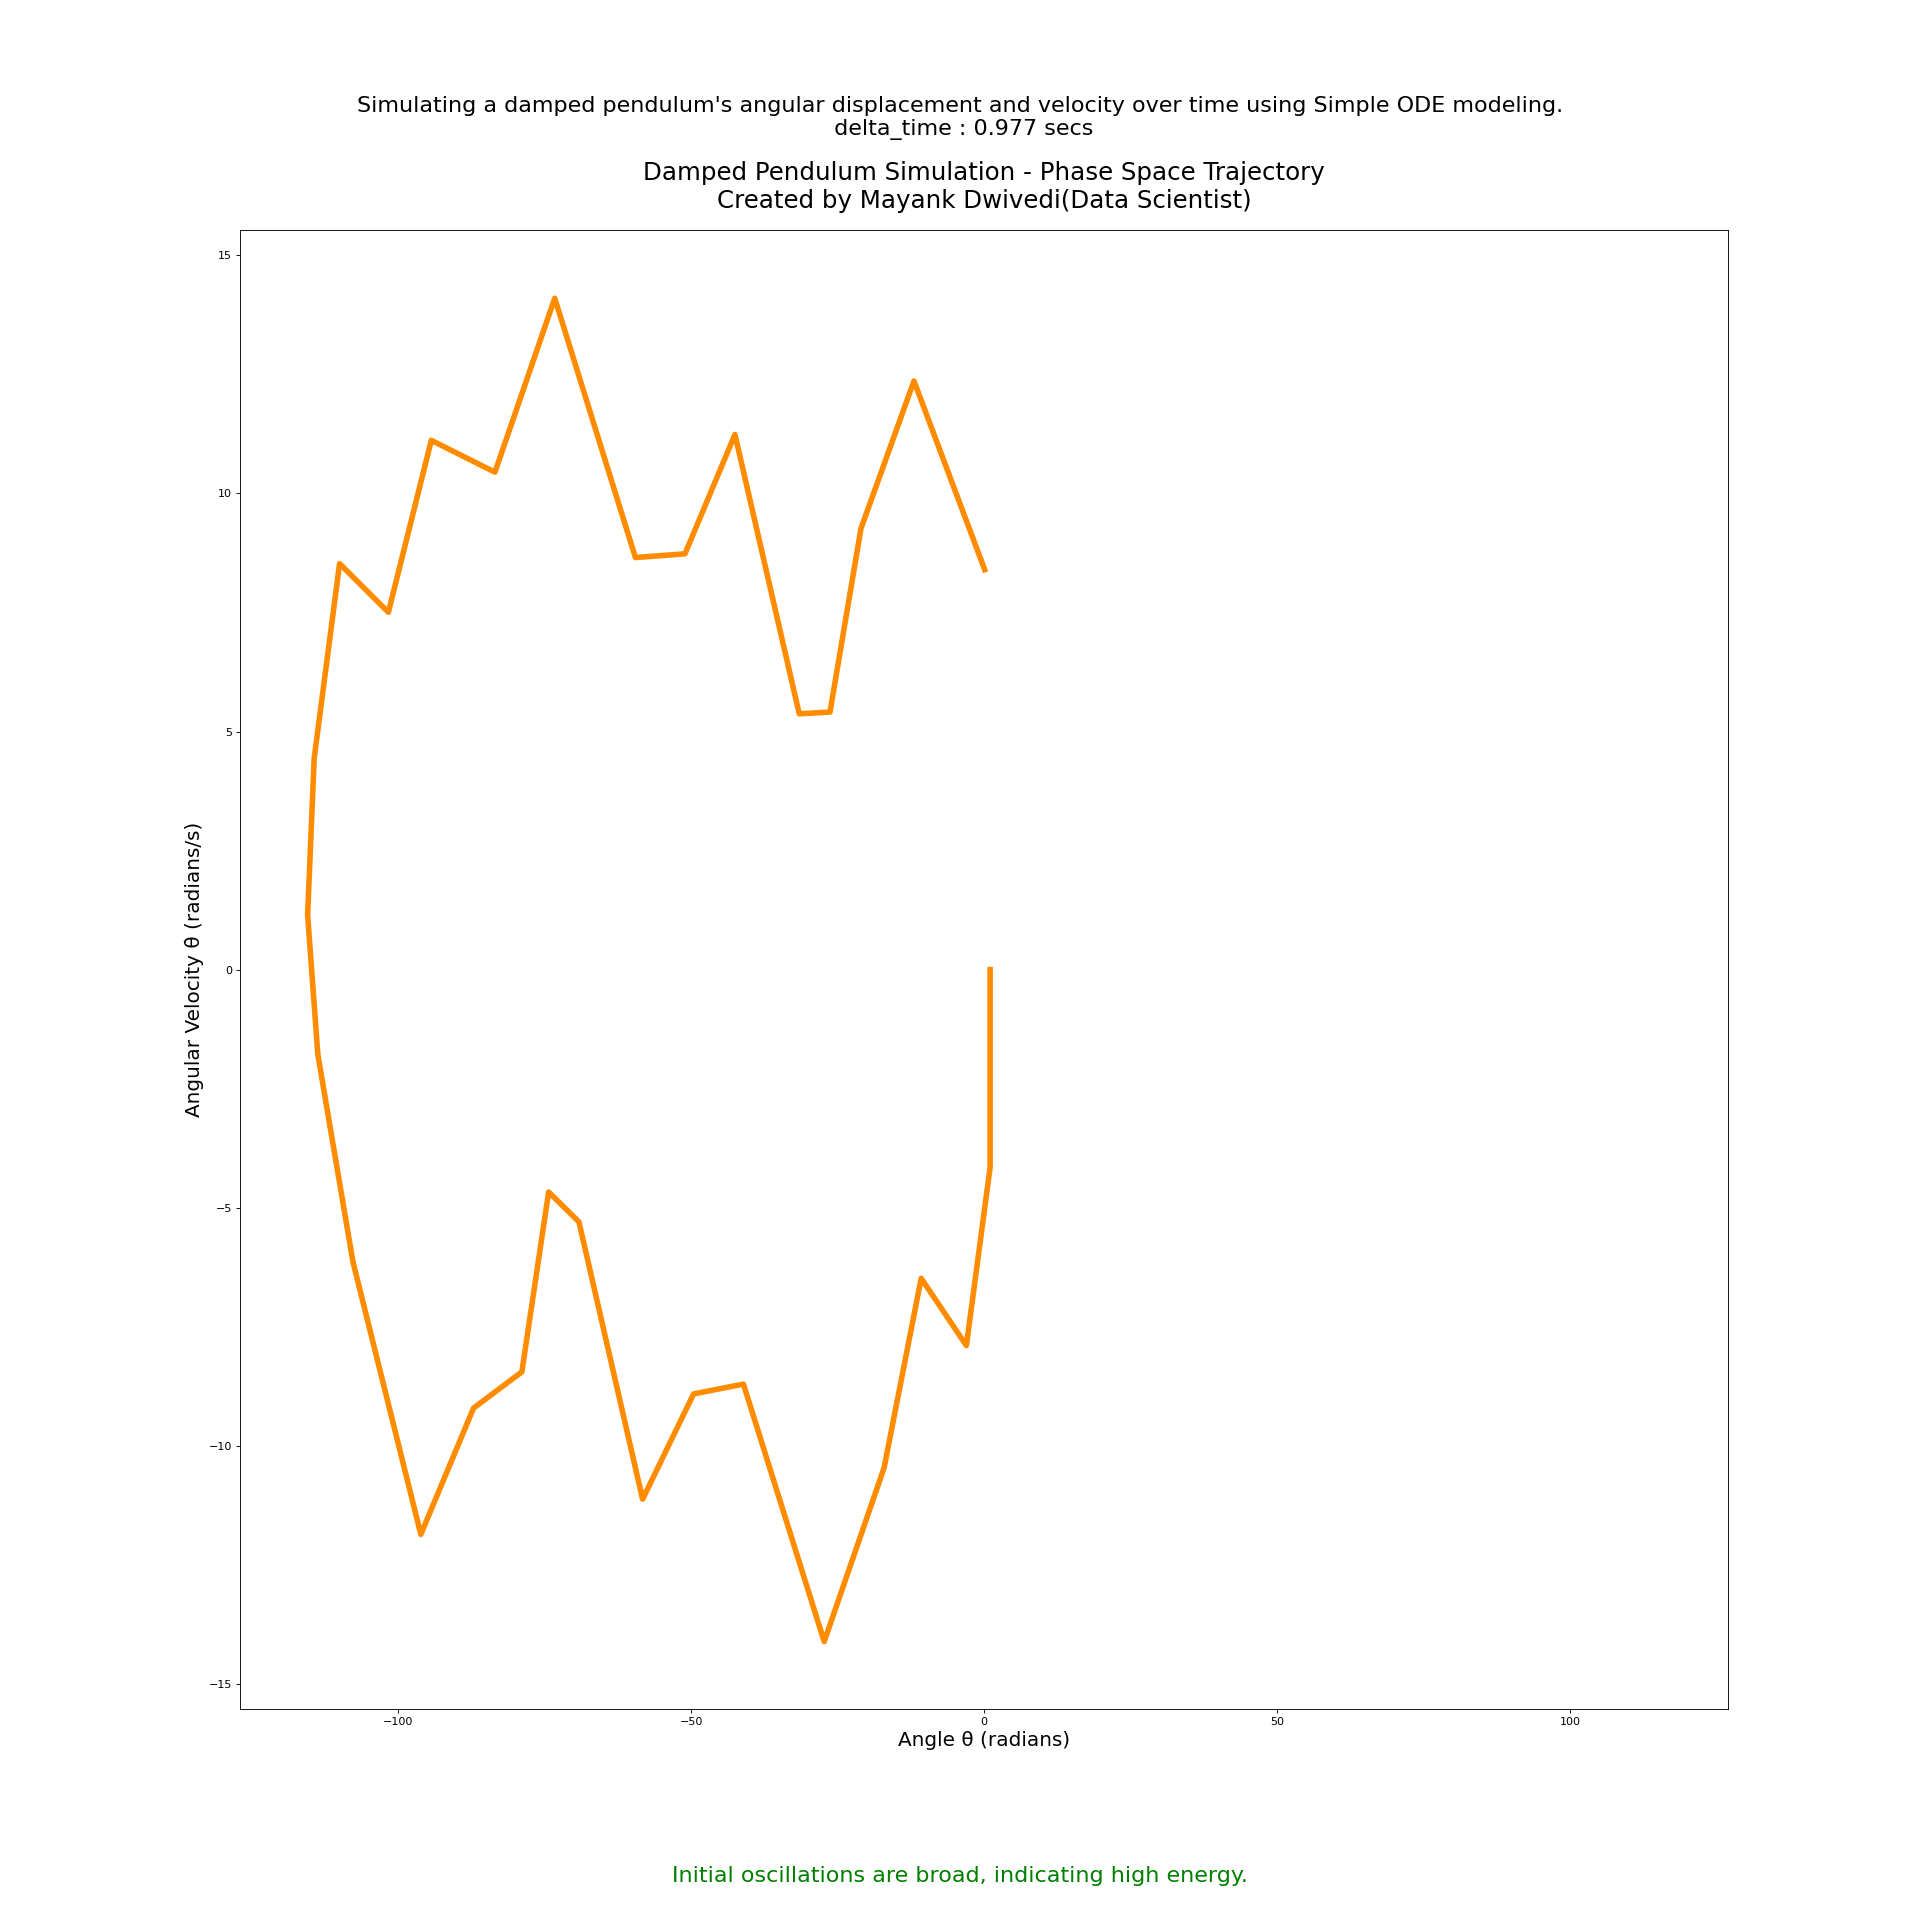 Simulating a damped pendulum's angular displacement and velocity over time using Simple ODE modeling.
delta_time : 0.977 secs
Damped Pendulum Simulation - Phase Space Trajectory
Created by Mayank Dwivedi(Data Scientist)
15
10
5
0
−5
−10
−15
Angular Velocity θ (radians/s)
−100
−50
0
50
100
Angle θ (radians)
Initial oscillations are broad, indicating high energy.